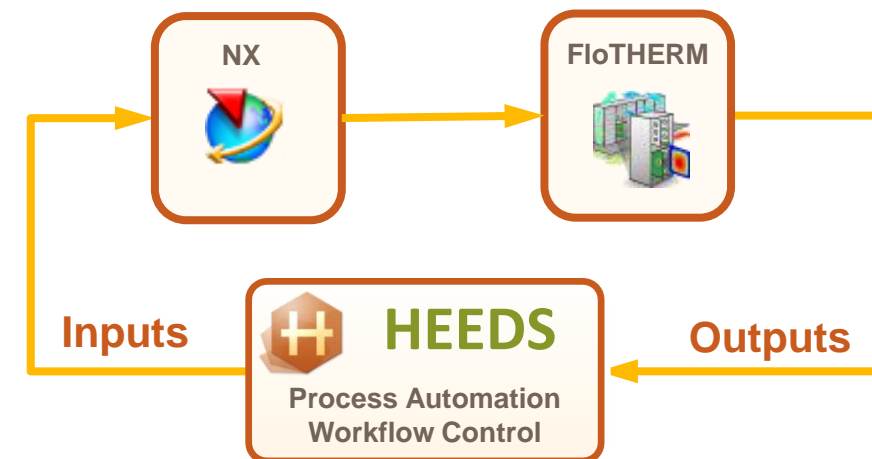 NX
FloTHERM
Inputs
HEEDS
Outputs
Process Automation
Workflow Control